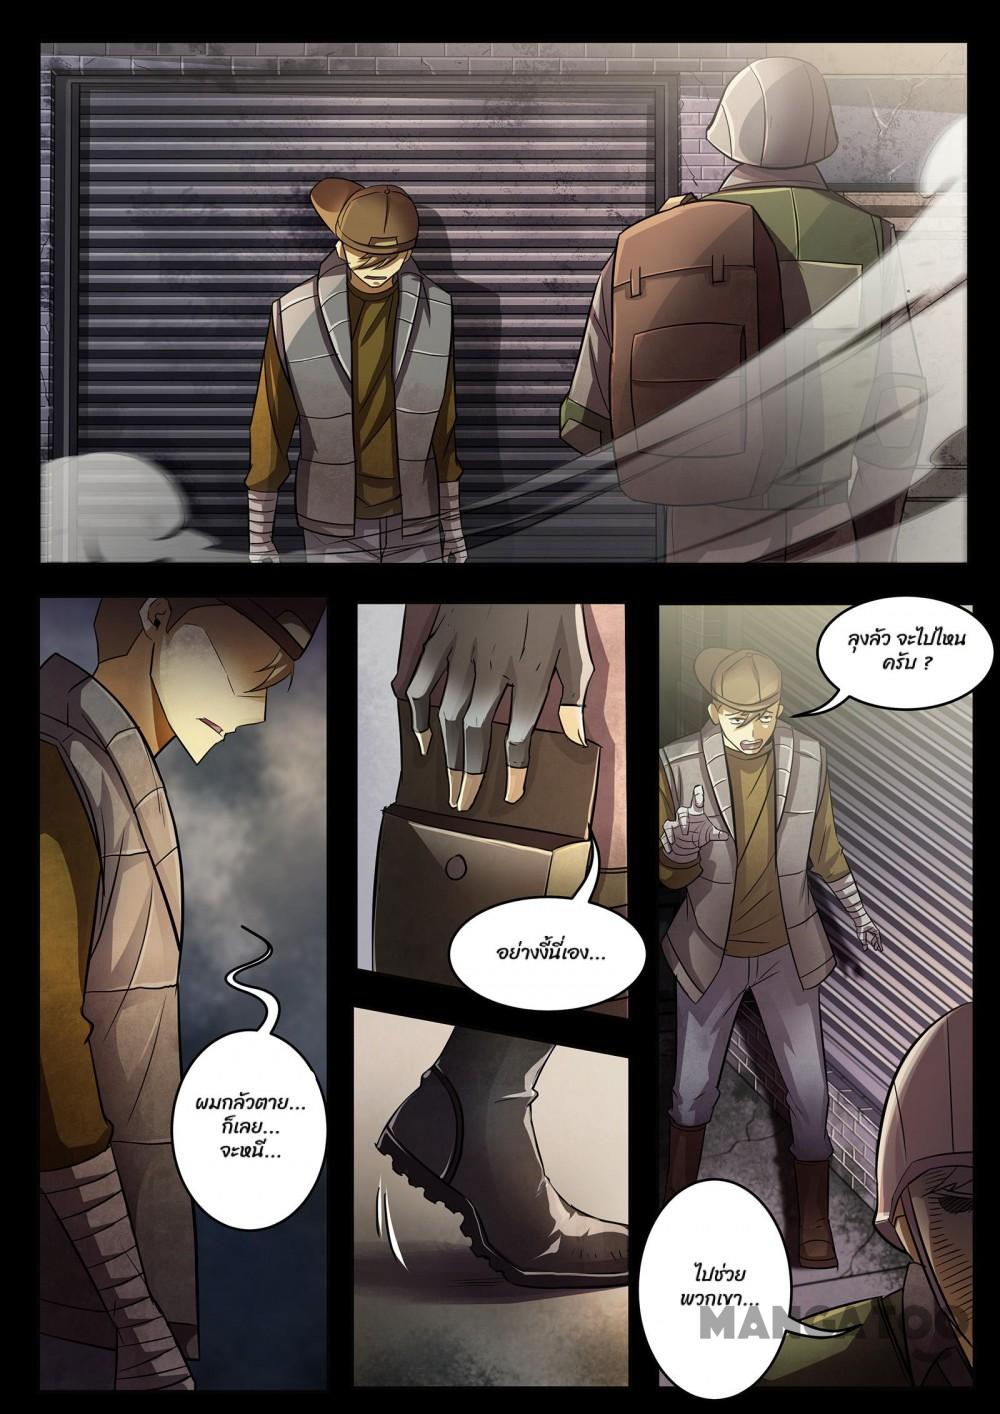 ผมกลัวตาย...
ก็เลย...
จะหนี...
อย่างงี้นี่เอง...
ลุงลัว จะไปไหน
ครับ ?
ไปช่วย
พวกเขา...
MANGATOON